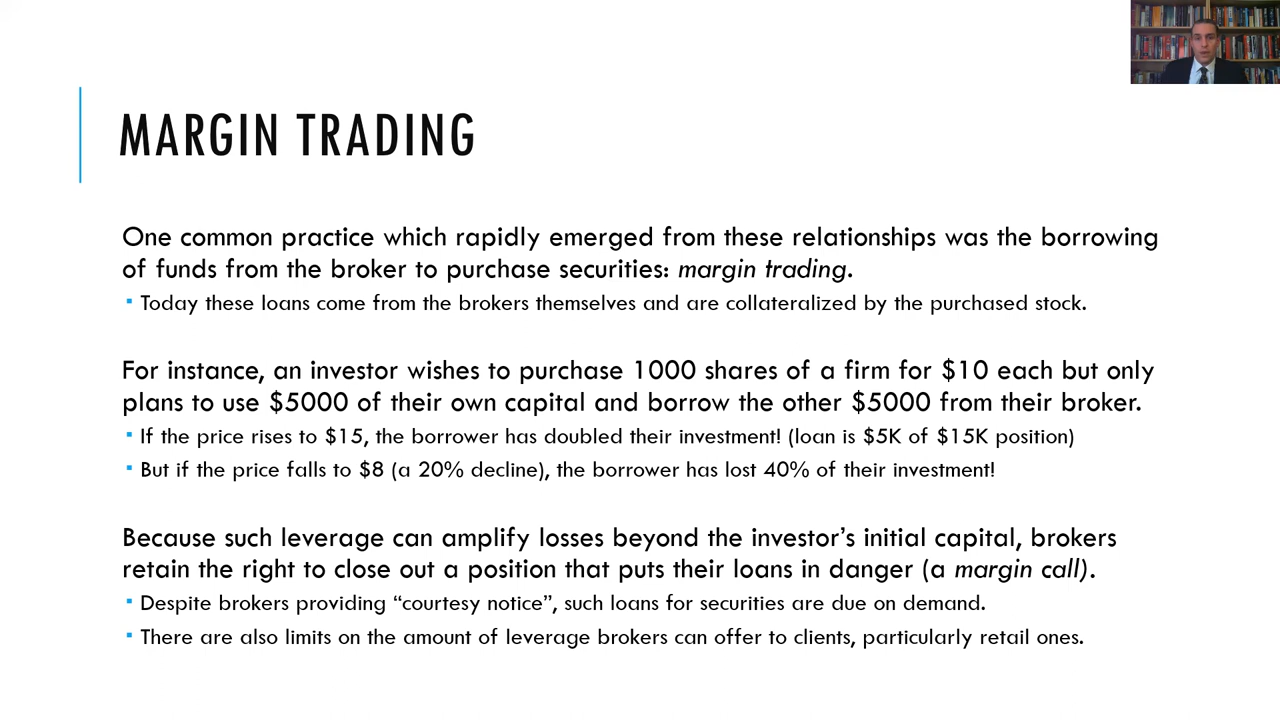 MARGIN TRADING
One common practice which rapidly emerged from these relationships was the borrowing
of funds from the broker to purchase securities: margin trading.
▪ Today these loans come from the brokers themselves and are collateralized by the purchased stock.
For instance, an investor wishes to purchase 1000 shares of a firm for $10 each but only
plans to use $5000 of their own capital and borrow the other $5000 from their broker.
▪ If the price rises to $15, the borrower has doubled their investment! (loan is $5K of $15K position)
▪ But if the price falls to $8 (a 20% decline), the borrower has lost 40% of their investment!
Because such leverage can amplify losses beyond the investor’s initial capital, brokers
retain the right to close out a position that puts their loans in danger (a margin call).
▪ Despite brokers providing “courtesy notice”, such loans for securities are due on demand.
▪ There are also limits on the amount of leverage brokers can offer to clients, particularly retail ones.